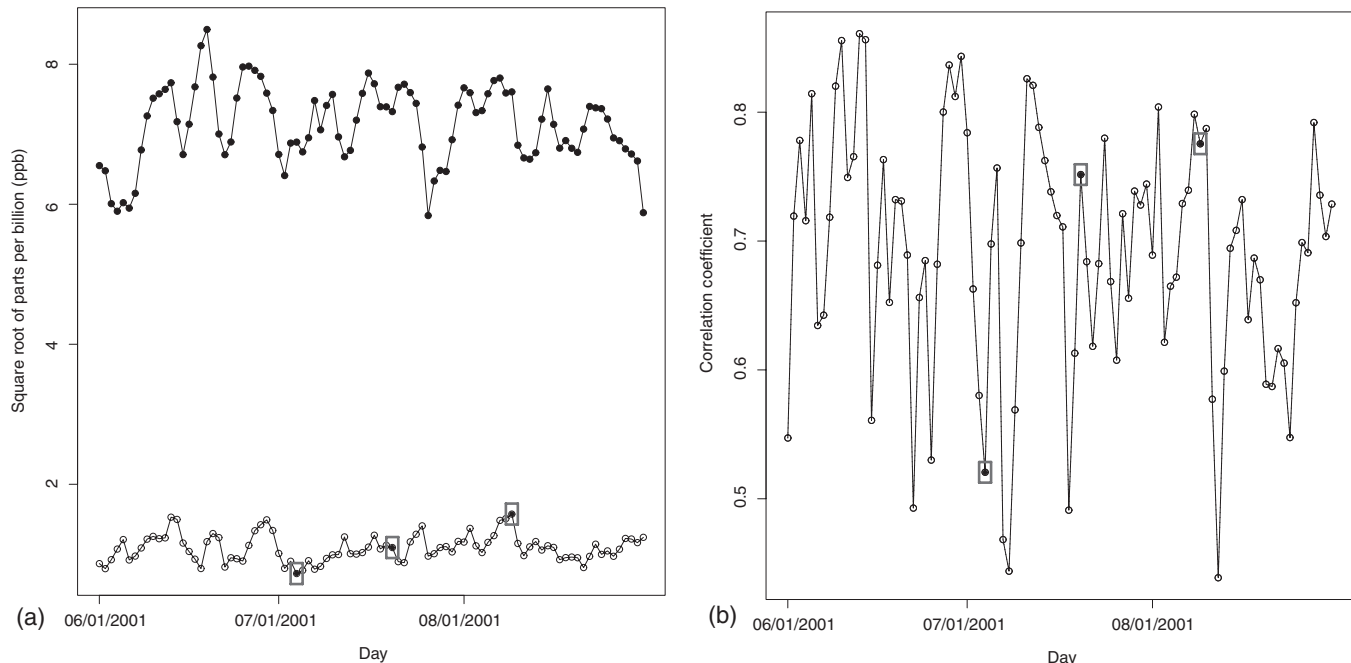 Square root of parts per billion (ppb)
8
6
4
2
(a)
06/01/2001
07/01/2001
08/01/2001
Day
Correlation coefficient
0.8
0.7
0.6
0.5
(b)
06/01/2001
07/01/2001
08/01/2001
Day